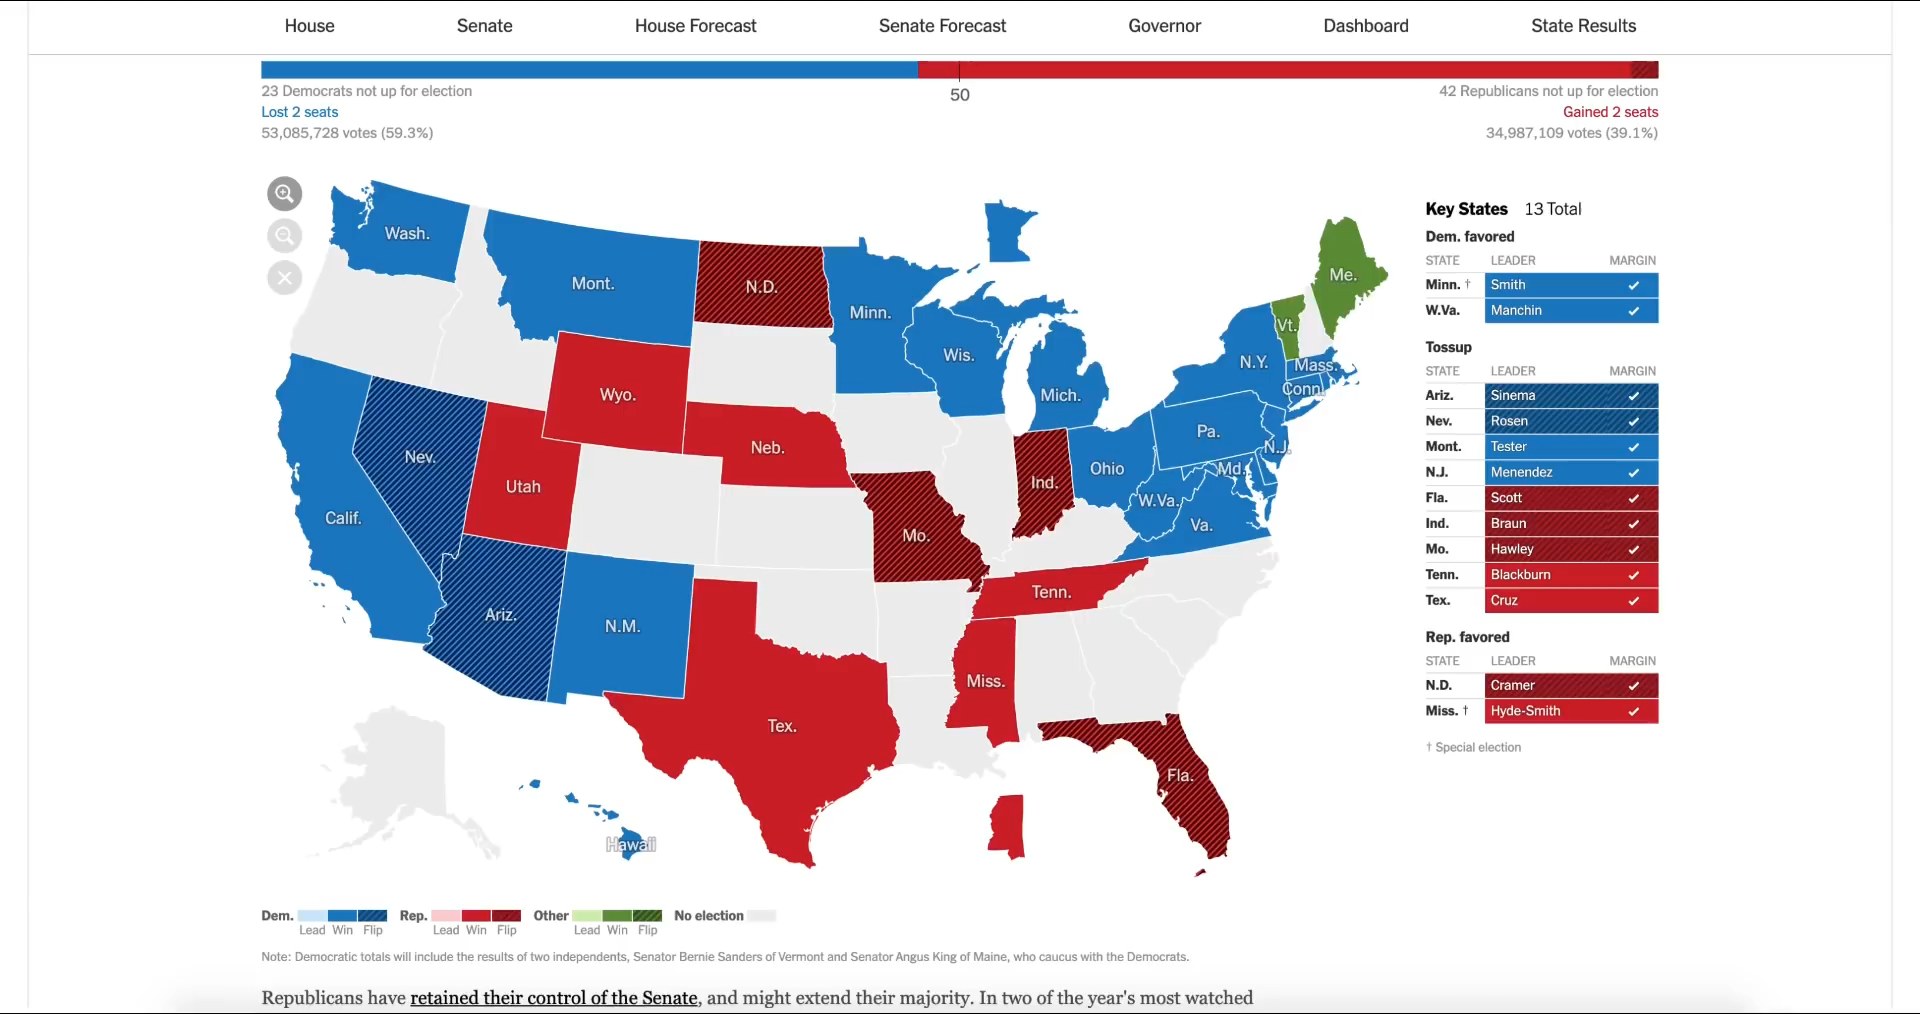 House Senate House Forecast Senate Forecast Governor Dashboard State Results
23 Democrats not up for election
50
42 Republicans not up for election
Lost 2 seats
Gained 2 seats
53,085,728 votes (59.3%)
34,987,109 votes (39.1%)
Wash.
Mont.
N.D.
Minn.
Wis.
Mich.
N.Y.
Vt.
Me.
Mass.
Conn.
Wyo.
Neb.
Nev.
Utah
Calif.
Ind.
Ohio
Pa.
N.J.
Md.
W.Va.
Va.
Mo.
Tenn.
Ariz.
N.M.
Tex.
Miss.
Fla.
Hawaii
Key States 13 Total
Dem. favored
STATE LEADER MARGIN
Minn. † Smith ✓
W.Va. Manchin ✓
Tossup
STATE LEADER MARGIN
Ariz. Sinema ✓
Nev. Rosen ✓
Mont. Tester ✓
N.J. Menendez ✓
Fla. Scott ✓
Ind. Braun ✓
Mo. Hawley ✓
Tenn. Blackburn ✓
Tex. Cruz ✓
Rep. favored
STATE LEADER MARGIN
N.D. Cramer ✓
Miss. † Hyde-Smith ✓
† Special election
Dem. Rep. Other No election
Lead Win Flip Lead Win Flip Lead Win Flip
Note: Democratic totals will include the results of two independents, Senator Bernie Sanders of Vermont and Senator Angus King of Maine, who caucus with the Democrats.
Republicans have retained their control of the Senate, and might extend their majority. In two of the year's most watched